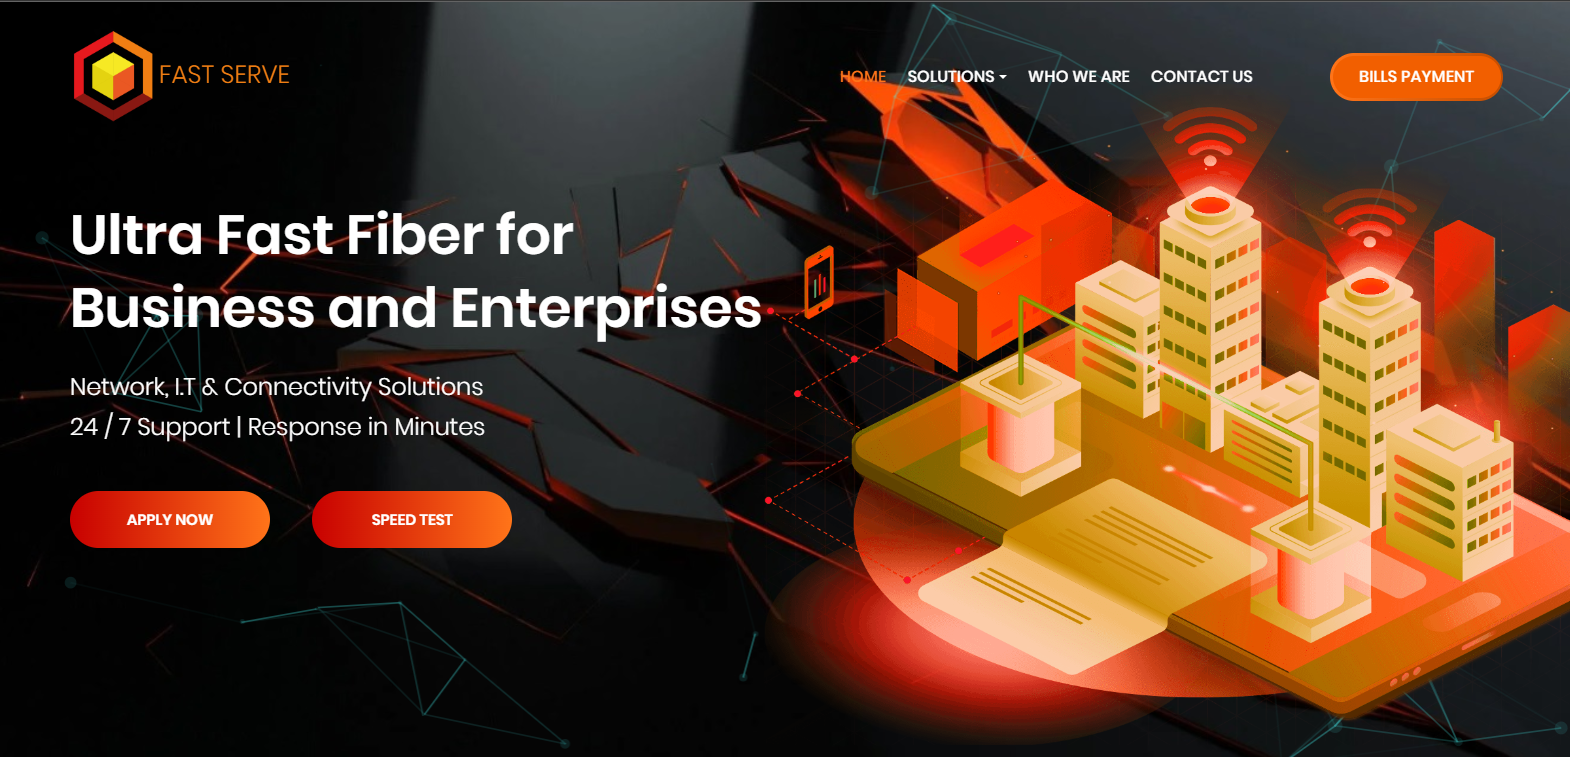 FAST SERVE
HOME SOLUTIONS WHO WE ARE CONTACT US BILLS PAYMENT
Ultra Fast Fiber for
Business and Enterprises
Network, I.T & Connectivity Solutions
24 / 7 Support | Response in Minutes
APPLY NOW SPEED TEST